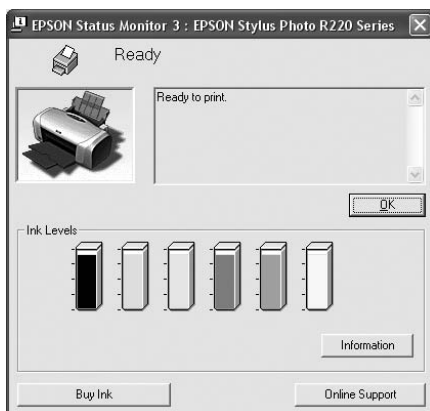 EPSON Status Monitor 3 : EPSON Stylus Photo R220 Series
Ready
Ready to print.
OK
Ink Levels
Information
Buy Ink
Online Support